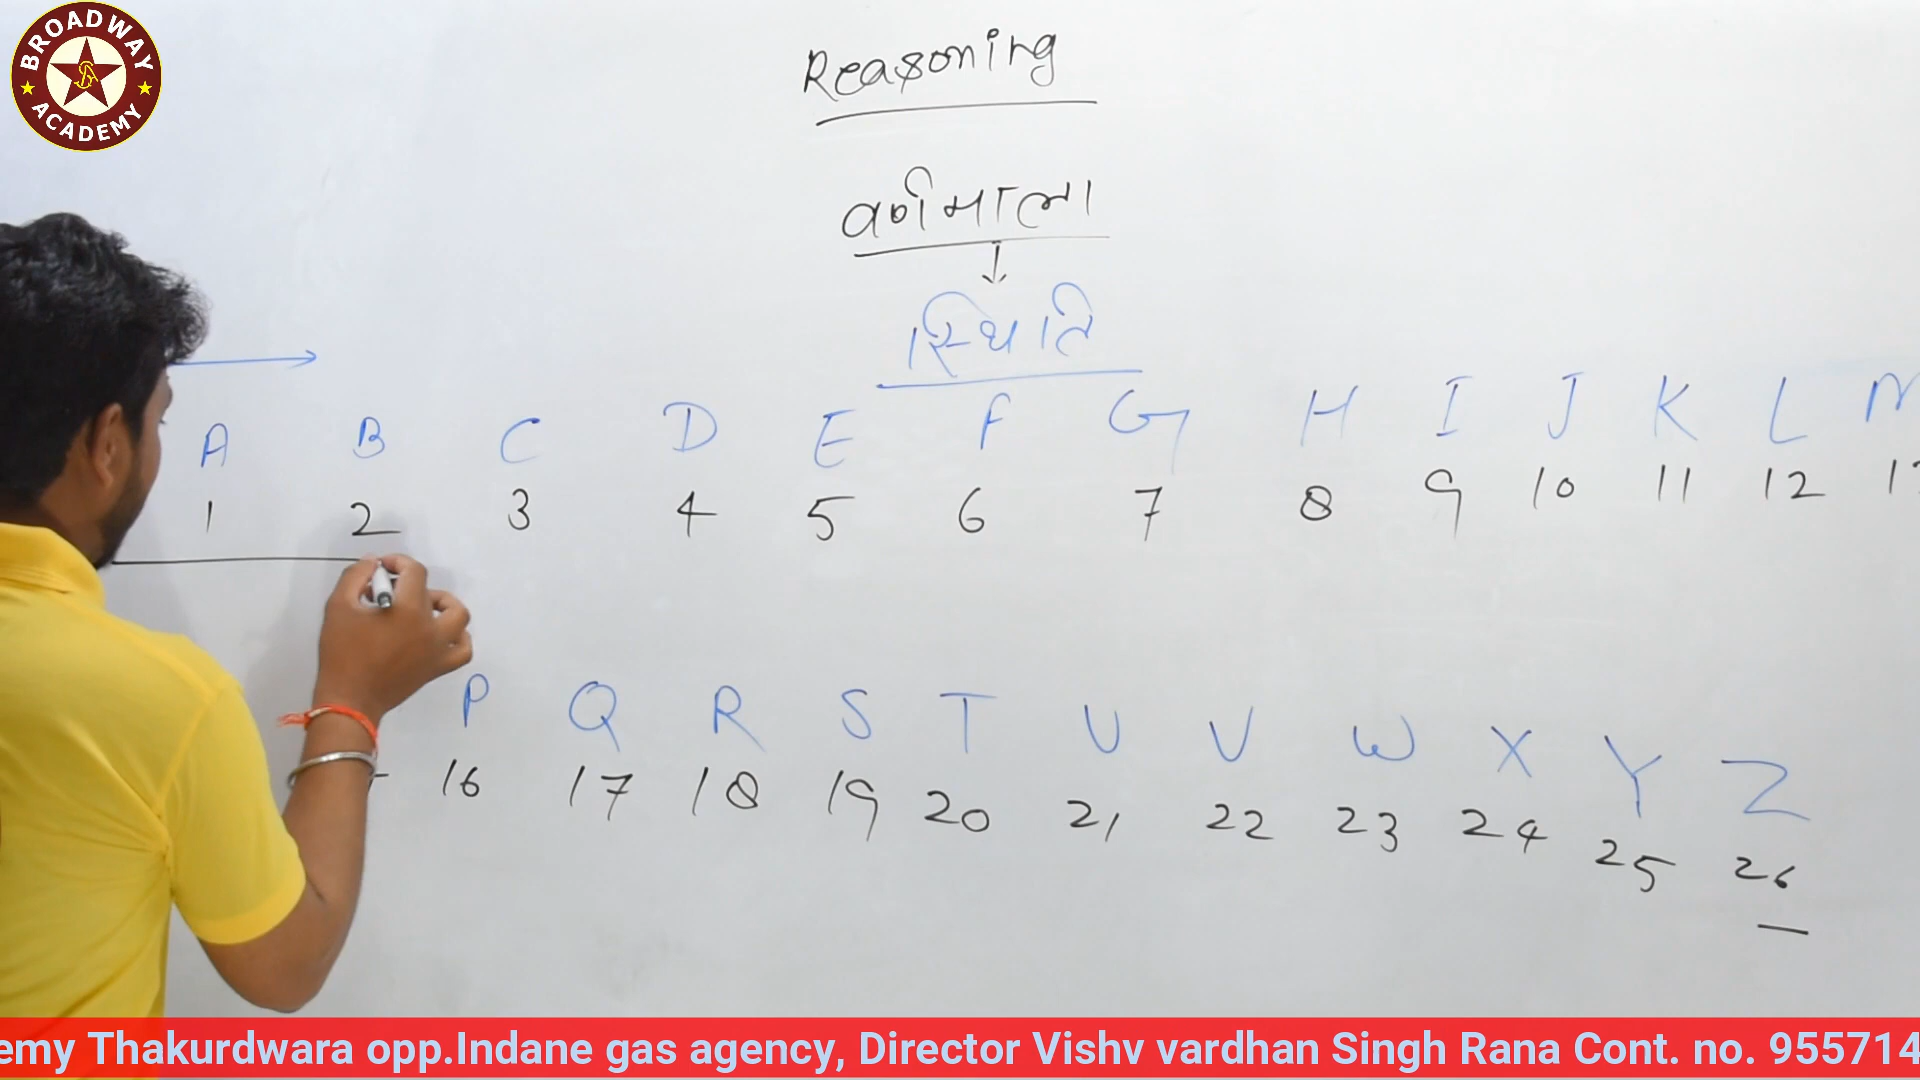 BROADWAY ACADEMY
Reasoning
वर्णमाला
स्थिति
A B C D E F G H I J K L M
1 2 3 4 5 6 7 8 9 10 11 12
P Q R S T U V W X Y Z
16 17 18 19 20 21 22 23 24 25 26
emy Thakurdwara opp.Indane gas agency, Director Vishv vardhan Singh Rana Cont. no. 955714